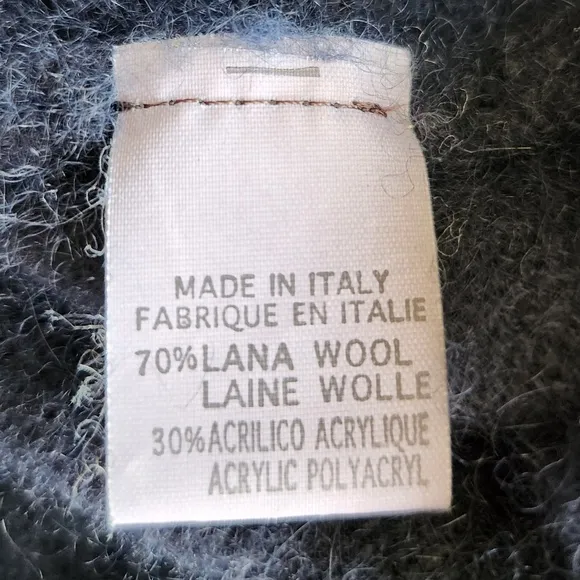 MADE IN ITALY
FABRIQUE EN ITALIE
70% LANA WOOL
LAINE WOLLE
30% ACRILICO ACRYLIQUE
ACRYLIC POLYACRYL